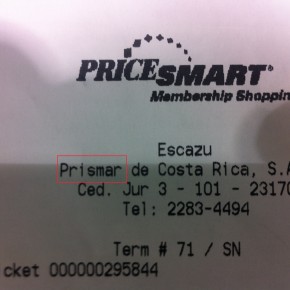 PRICESMART
Membership Shoppin
Escazu
Prismar de Costa Rica, S.A
Ced. Jur 3 - 101 - 23170
Tel: 2283-4494
Term # 71 / SN
cket 000000295844